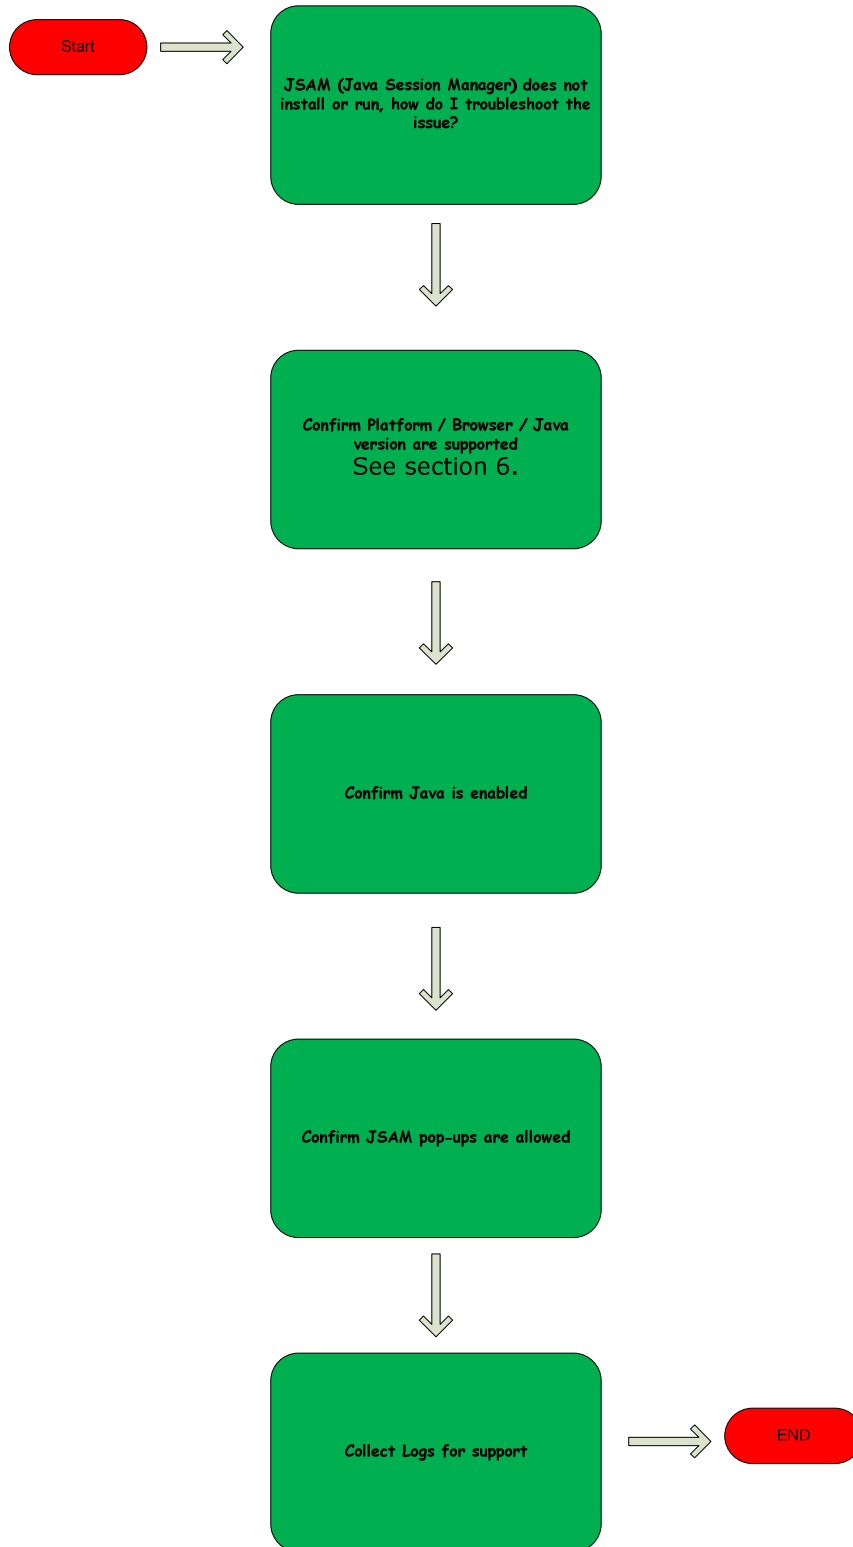 Start
JSAM (Java Session Manager) does not
install or run, how do I troubleshoot the
issue?
Confirm Platform / Browser / Java
version are supported
See section 6.
Confirm Java is enabled
Confirm JSAM pop-ups are allowed
Collect Logs for support
END